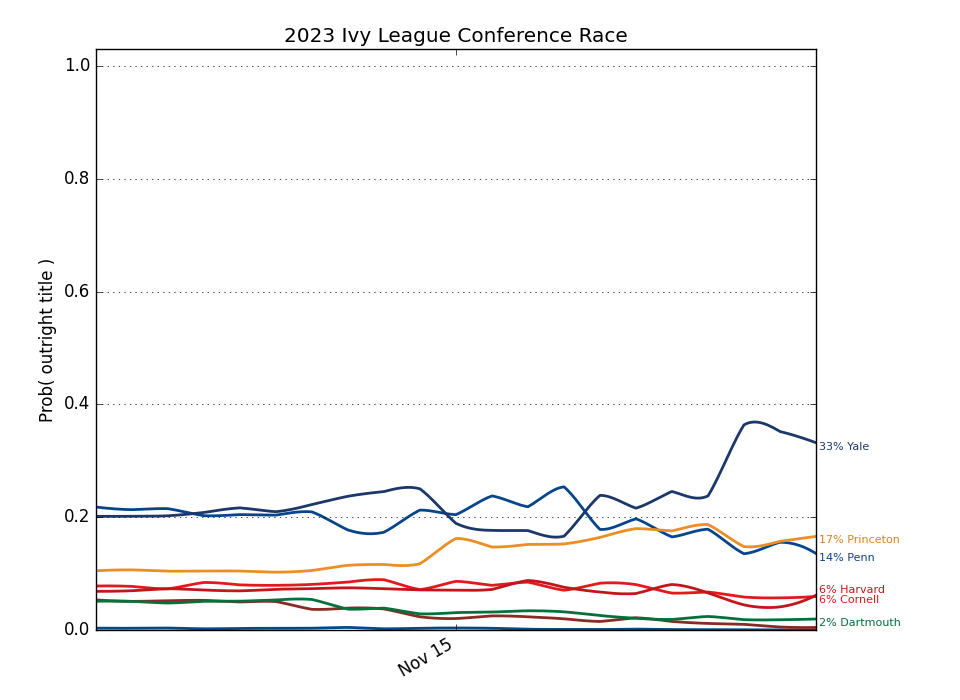 2023 Ivy League Conference Race
Prob( outright title )
1.0
0.8
0.6
0.4
0.2
0.0
Nov 15
33% Yale
17% Princeton
14% Penn
6% Harvard
6% Cornell
2% Dartmouth